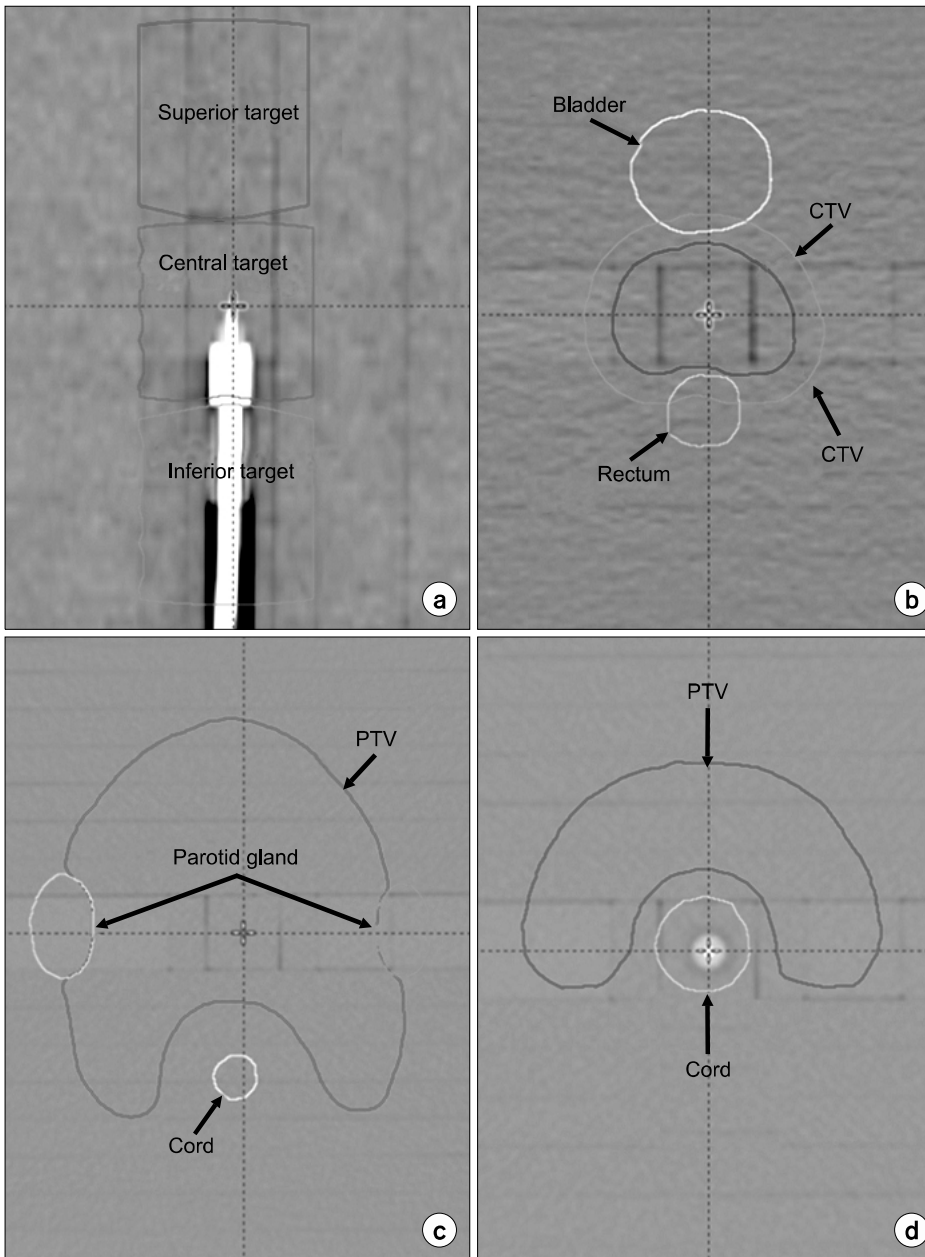 Superior target
Central target
Inferior target
a
Bladder
CTV
CTV
Rectum
b
PTV
Parotid gland
Cord
c
PTV
Cord
d